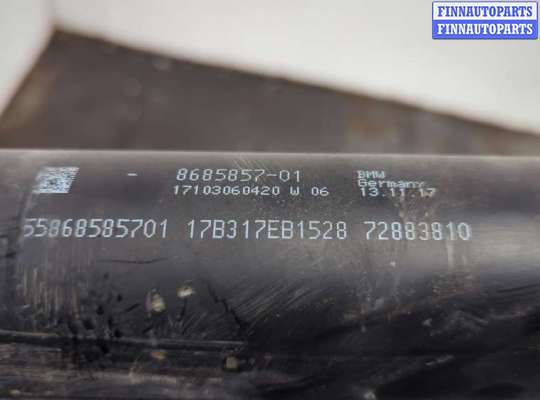 FINNAUTOPARTS
FINNAUTOPARTS
- 8685857-01 BMW
17103060420 W 06 Germany
13.11.17
55868585701 17B317EB1528 72883810